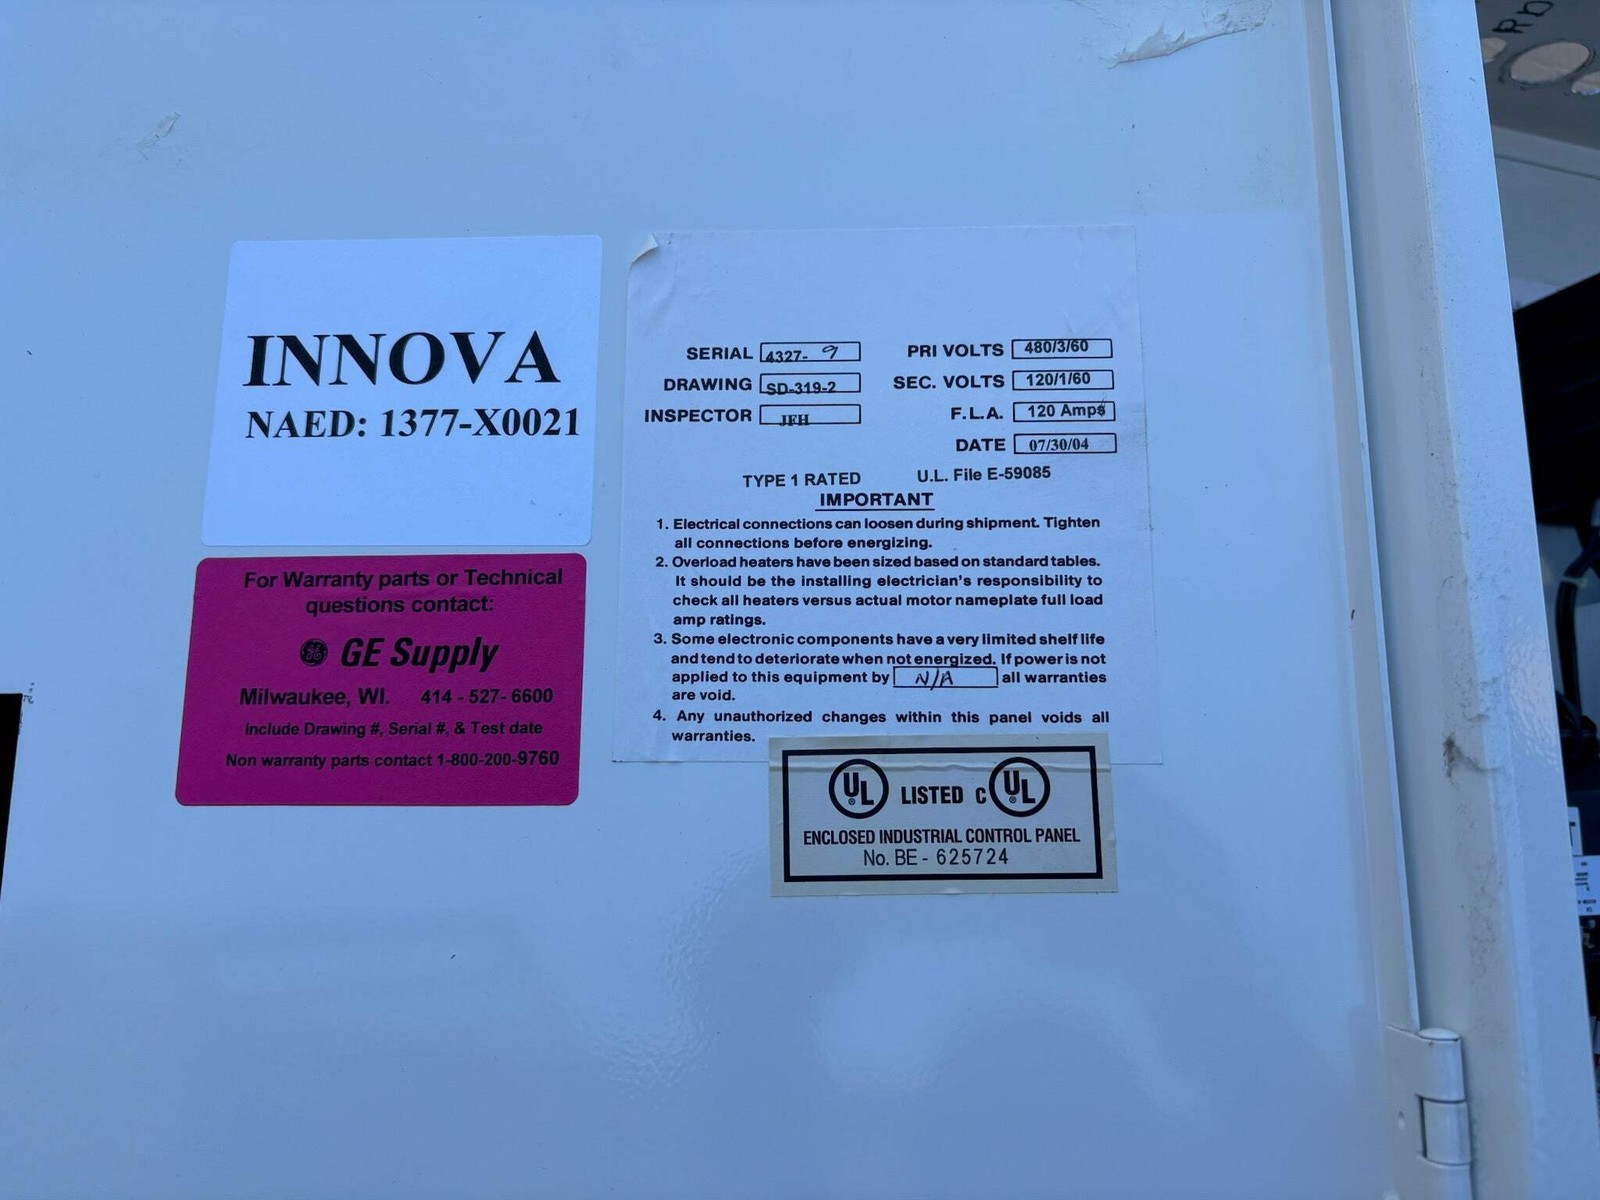 INNOVA
NAED: 1377-X0021
For Warranty parts or Technical
questions contact:
GE Supply
Milwaukee, WI. 414 - 527- 6600
Include Drawing #, Serial #, & Test date
Non warranty parts contact 1-800-200-9760
SERIAL 4327- 9 PRI VOLTS 480/3/60
DRAWING SD-319-2 SEC. VOLTS 120/1/60
INSPECTOR JFH F.L.A. 120 Amps
DATE 07/30/04
TYPE 1 RATED U.L. File E-59085
IMPORTANT
1. Electrical connections can loosen during shipment. Tighten
all connections before energizing.
2. Overload heaters have been sized based on standard tables.
It should be the installing electrician's responsibility to
check all heaters versus actual motor nameplate full load
amp ratings.
3. Some electronic components have a very limited shelf life
and tend to deteriorate when not energized. If power is not
applied to this equipment by N/A all warranties
are void.
4. Any unauthorized changes within this panel voids all
warranties.
UL ® LISTED C UL ®
ENCLOSED INDUSTRIAL CONTROL PANEL
No. BE - 625724